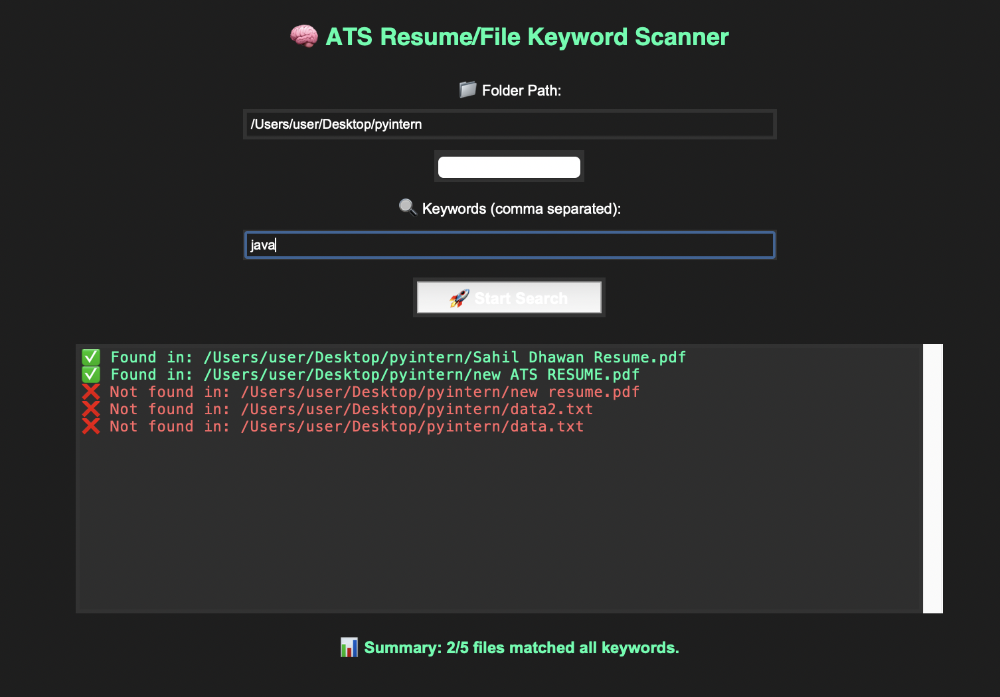 🧠 ATS Resume/File Keyword Scanner
📁 Folder Path:
/Users/user/Desktop/pyintern
🔍 Keywords (comma separated):
java
🚀 Start Search
✅ Found in: /Users/user/Desktop/pyintern/Sahil Dhawan Resume.pdf
✅ Found in: /Users/user/Desktop/pyintern/new ATS RESUME.pdf
❌ Not found in: /Users/user/Desktop/pyintern/new resume.pdf
❌ Not found in: /Users/user/Desktop/pyintern/data2.txt
❌ Not found in: /Users/user/Desktop/pyintern/data.txt
📊 Summary: 2/5 files matched all keywords.